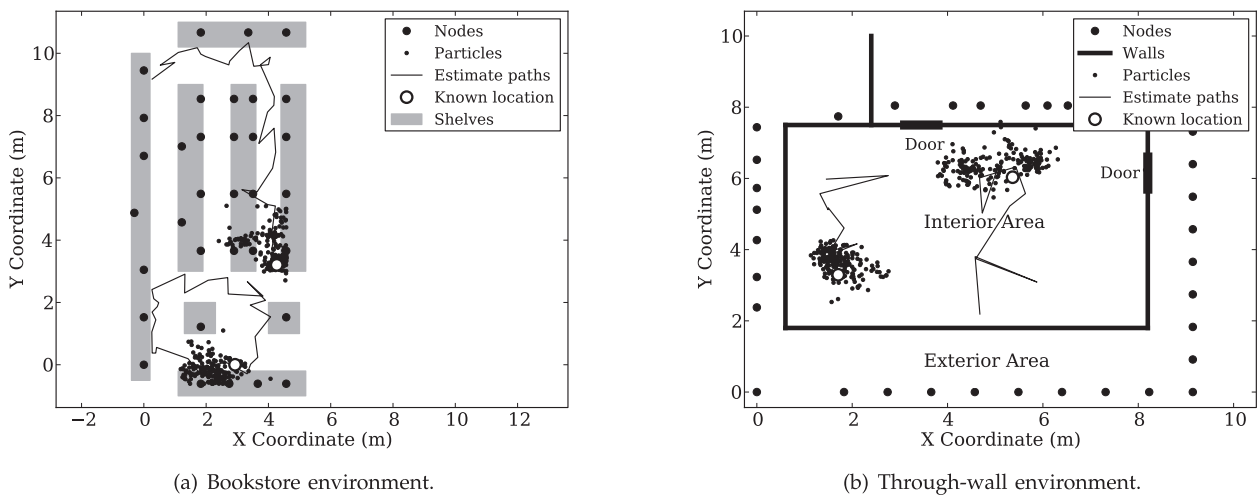 10
8
6
4
2
0
Y Coordinate (m)
−2 0 2 4 6 8 10 12
X Coordinate (m)
Nodes
Particles
Estimate paths
Known location
Shelves
(a) Bookstore environment.
10
8
6
4
2
0
Y Coordinate (m)
0 2 4 6 8 10
X Coordinate (m)
Nodes
Walls
Particles
Estimate paths
Known location
Door
Door
Interior Area
Exterior Area
(b) Through-wall environment.